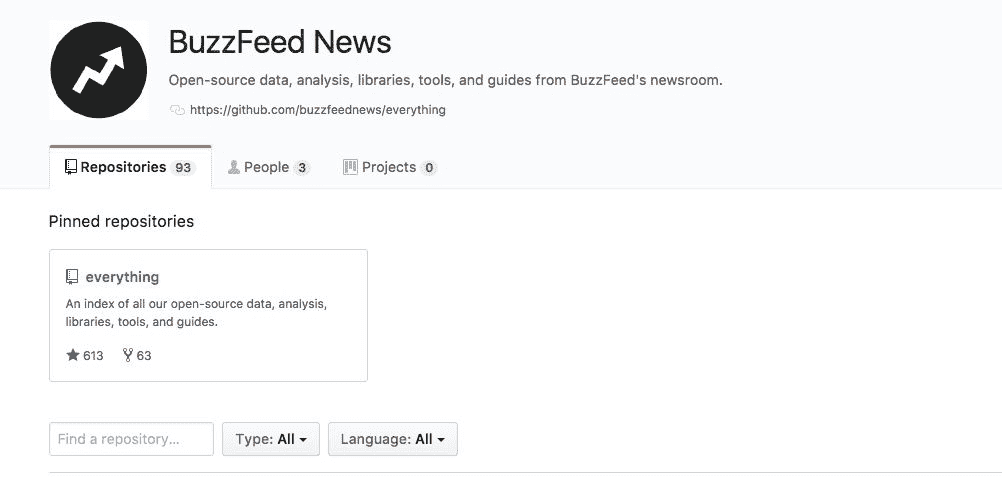 BuzzFeed News
Open-source data, analysis, libraries, tools, and guides from BuzzFeed's newsroom.
https://github.com/buzzfeednews/everything
Repositories 93 People 3 Projects 0
Pinned repositories
everything
An index of all our open-source data, analysis,
libraries, tools, and guides.
613 63
Find a repository... Type: All Language: All